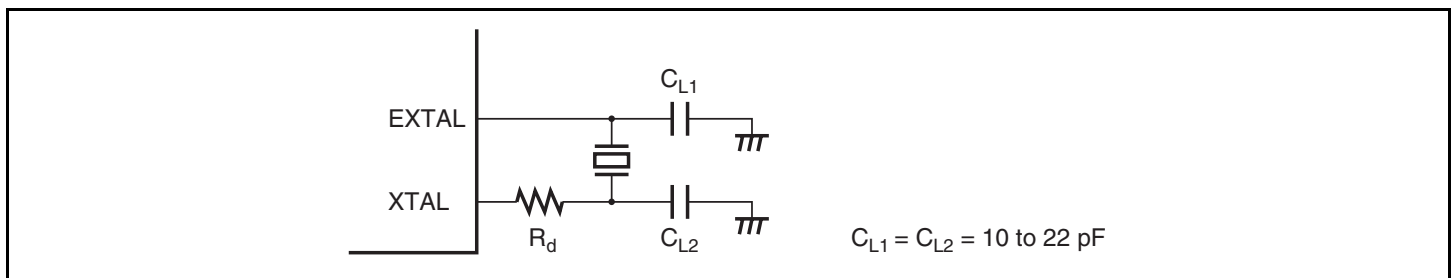 C_L1
EXTAL
XTAL
R_d
C_L2
C_L1 = C_L2 = 10 to 22 pF